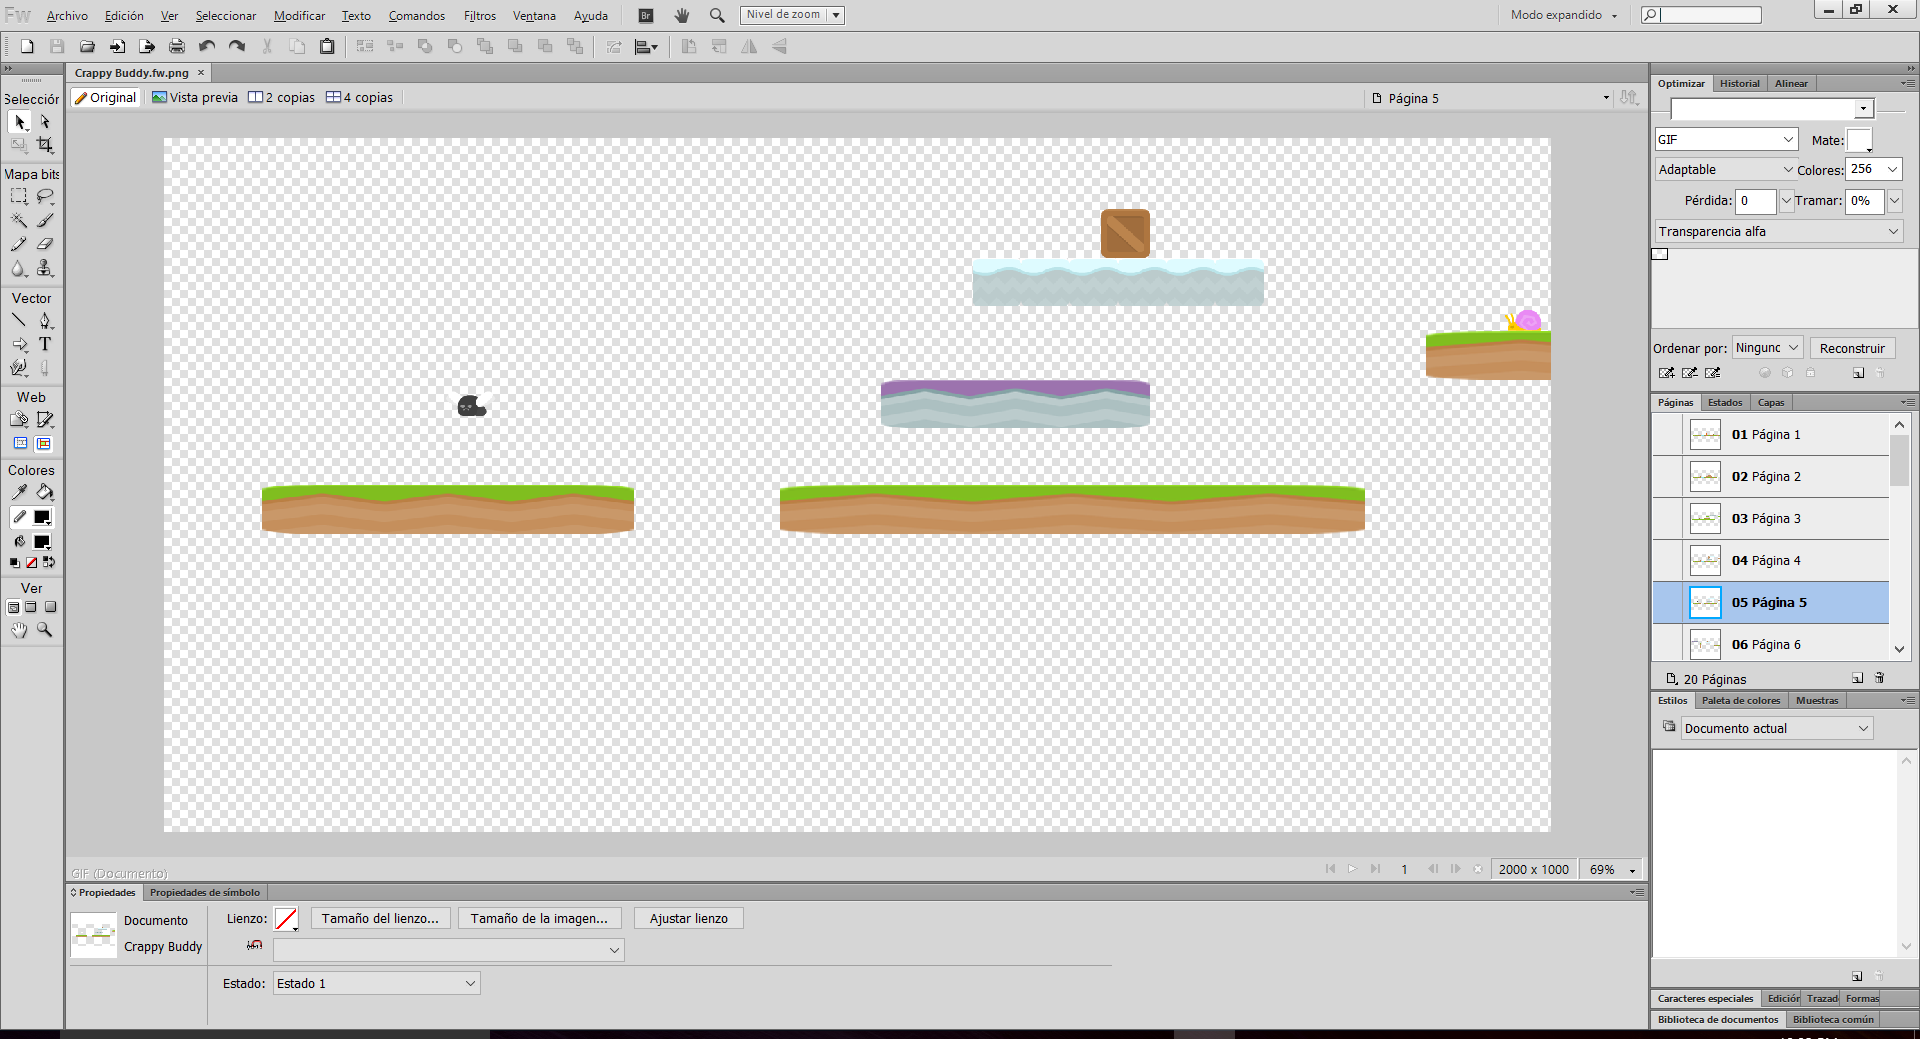 Fw Archivo Edición Ver Seleccionar Modificar Texto Comandos Filtros Ventana Ayuda Br Nivel de zoom Modo expandido
Crappy Buddy.fw.png ×
Original Vista previa 2 copias 4 copias Página 5
Selección
Mapa bits
Vector
T
Web
Colores
Ver
Optimizar Historial Alinear
GIF Mate:
Adaptable Colores: 256
Pérdida: 0 Tramar: 0%
Transparencia alfa
Ordenar por: Ningunc Reconstruir
Páginas Estados Capas
01 Página 1
02 Página 2
03 Página 3
04 Página 4
05 Página 5
06 Página 6
20 Páginas
Estilos Paleta de colores Muestras
Documento actual
Caracteres especiales Edición Trazad Formas
Biblioteca de documentos Biblioteca común
GIF (Documento) 1 2000 x 1000 69%
Propiedades Propiedades de símbolo
Documento Lienzo: Tamaño del lienzo... Tamaño de la imagen... Ajustar lienzo
Crappy Buddy
Estado: Estado 1